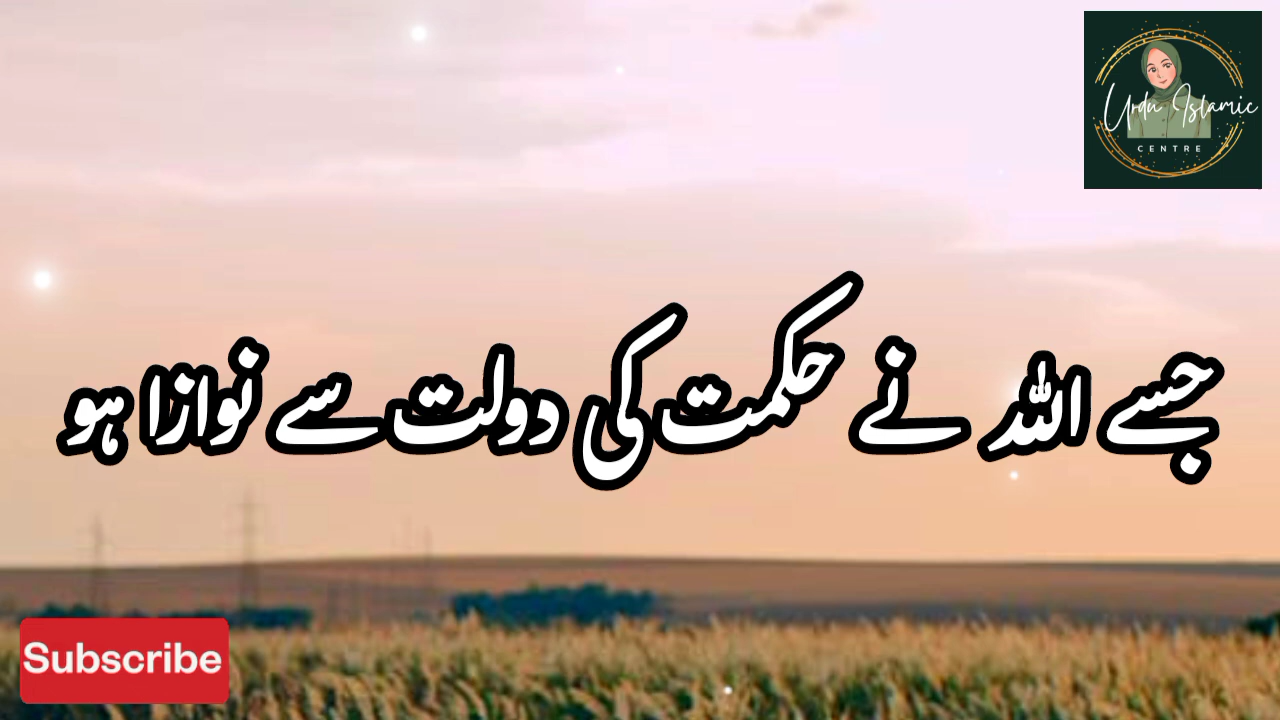 Urdu Islamic
CENTRE
جسے اللہ نے حکمت کی دولت سے نوازا ہو
Subscribe